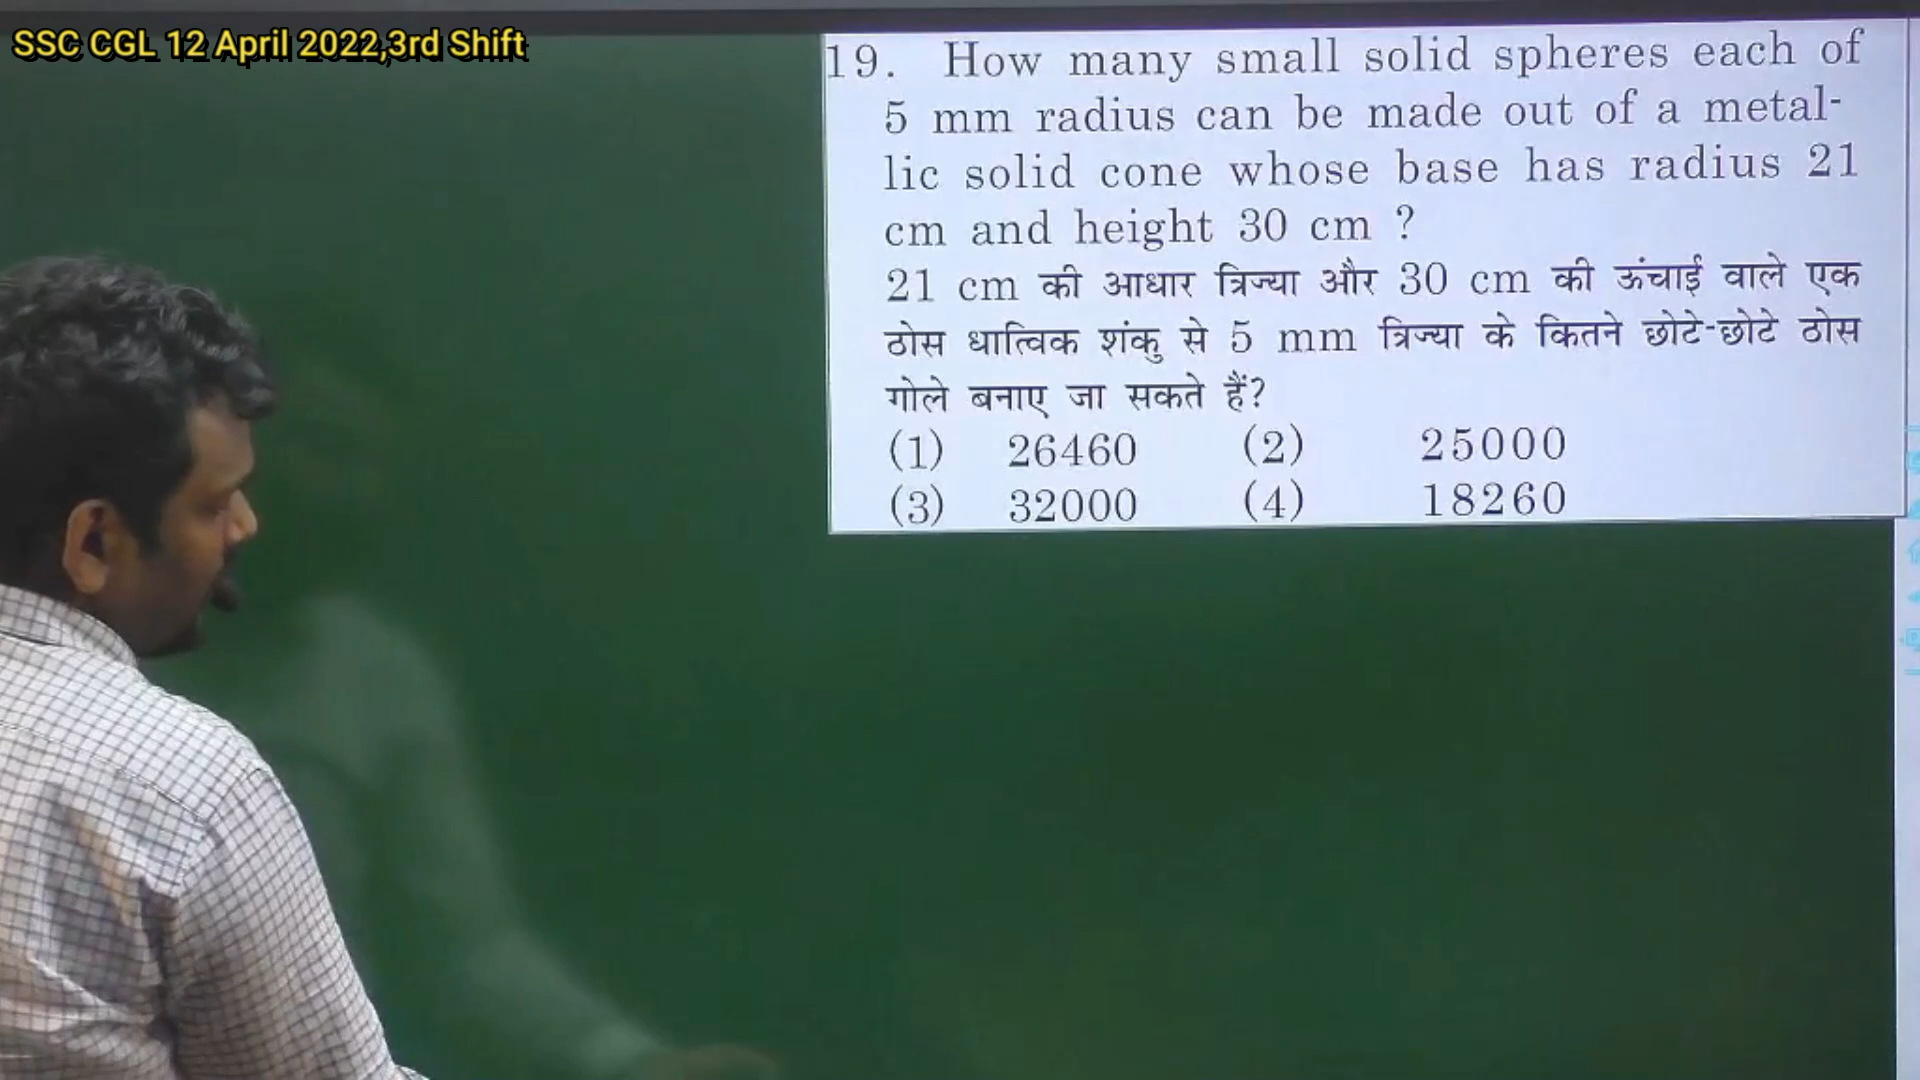 SSC CGL 12 April 2022,3rd Shift
19. How many small solid spheres each of
5 mm radius can be made out of a metal-
lic solid cone whose base has radius 21
cm and height 30 cm ?
21 cm की आधार त्रिज्या और 30 cm की ऊंचाई वाले एक
ठोस धात्विक शंकु से 5 mm त्रिज्या के कितने छोटे-छोटे ठोस
गोले बनाए जा सकते हैं?
(1) 26460 (2) 25000
(3) 32000 (4) 18260